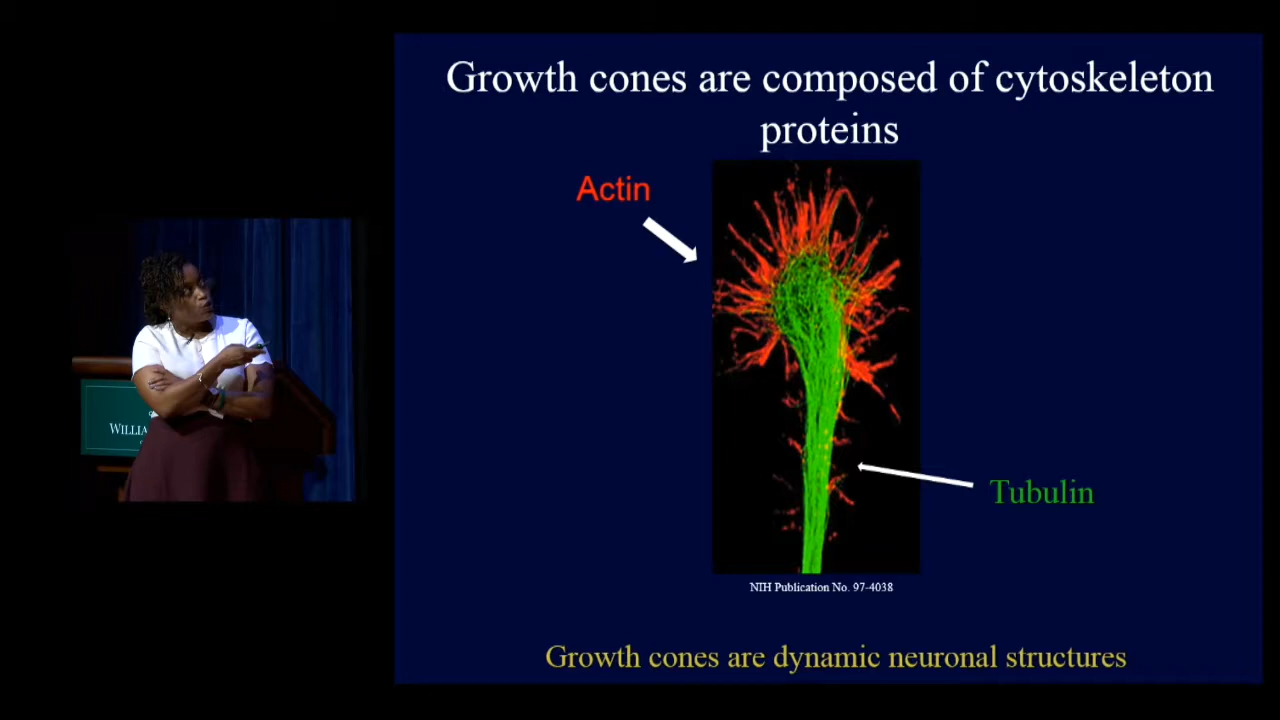 Growth cones are composed of cytoskeleton
proteins
Actin
Tubulin
NIH Publication No. 97-4038
Growth cones are dynamic neuronal structures